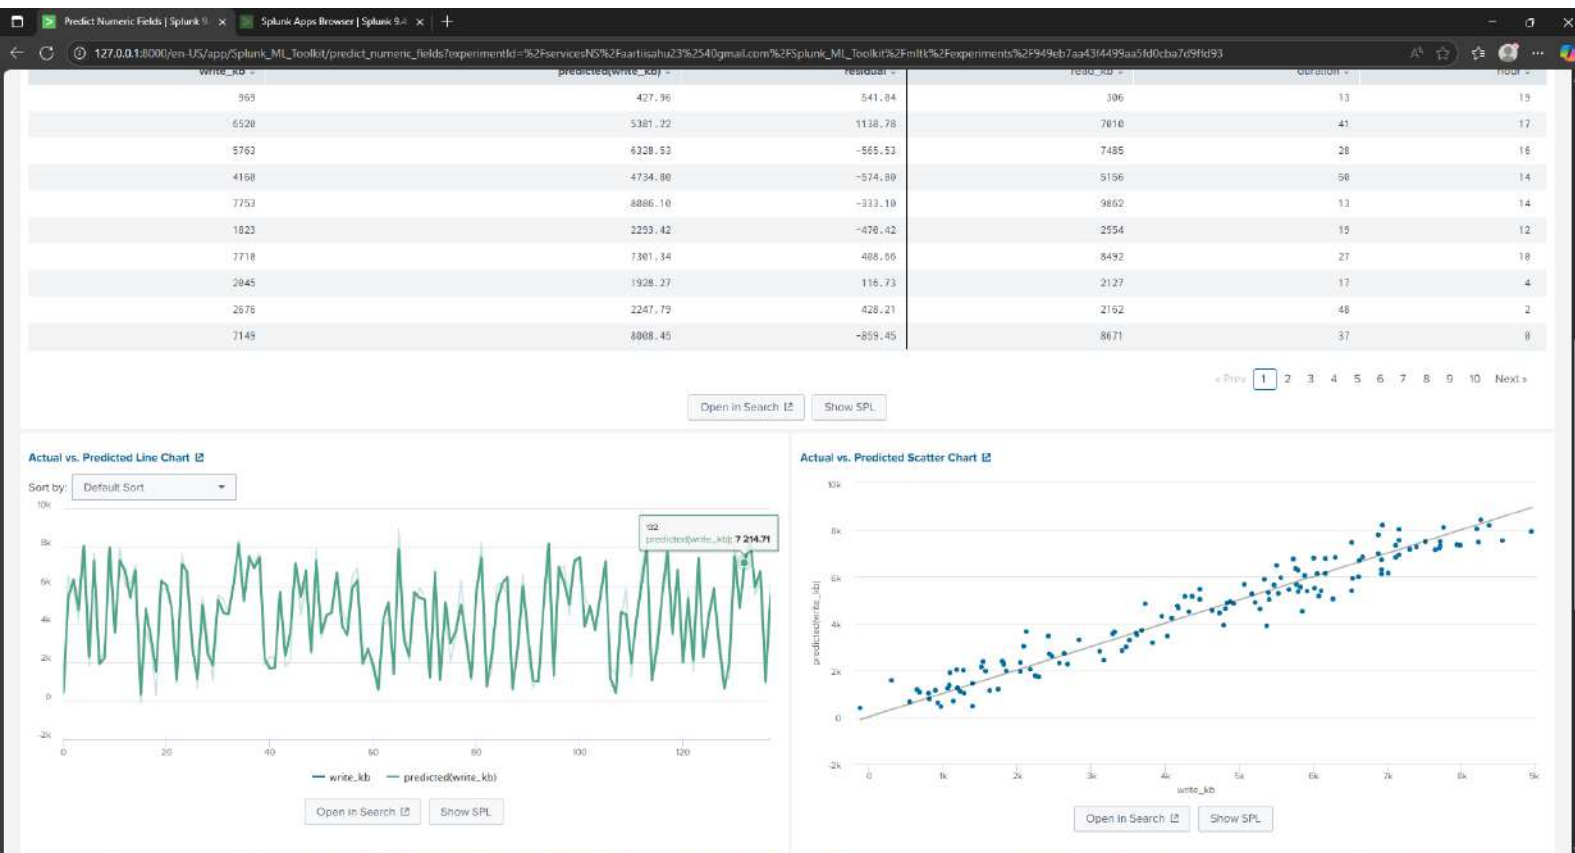 Predict Numeric Fields | Splunk 9. Splunk Apps Browser | Splunk 9.4
127.0.0.1:8000/en-US/app/Splunk_ML_Toolkit/predict_numeric_fields?experimentId=%2FservicesNS%2Faartiisahu23%2540gmail.com%2FSplunk_ML_Toolkit%2Fmltk%2Fexperiments%2F949eb7aa43f4499aa5fd0cba7d9ffd93
write_kb predicted(write_kb) residual read_kb duration hour
969 427.96 541.04 306 13 19
6520 5381.22 1138.78 7010 41 17
5763 6328.53 -565.53 7485 28 16
4160 4734.80 -574.80 5156 50 14
7753 8086.10 -333.10 9862 13 14
1823 2293.42 -470.42 2554 19 12
7710 7301.34 408.66 8492 27 10
2045 1928.27 116.73 2127 17 4
2676 2247.79 428.21 2162 48 2
7149 8008.45 -859.45 8671 37 0
« Prev 1 2 3 4 5 6 7 8 9 10 Next »
Open in Search Show SPL
Actual vs. Predicted Line Chart
Sort by: Default Sort
10k
8k
6k
4k
2k
0
-2k
132
predicted(write_kb): 7 214.71
0 20 40 60 80 100 120
write_kb predicted(write_kb)
Open in Search Show SPL
Actual vs. Predicted Scatter Chart
10k
8k
6k
4k
2k
0
-2k
predicted(write_kb)
0 1k 2k 3k 4k 5k 6k 7k 8k 9k
write_kb
Open in Search Show SPL